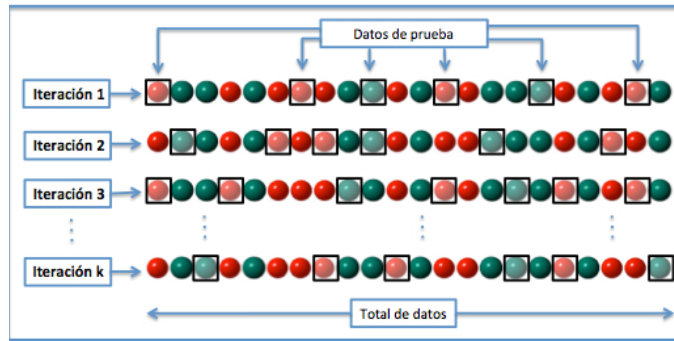 Datos de prueba
Iteración 1
Iteración 2
Iteración 3
Iteración k
Total de datos